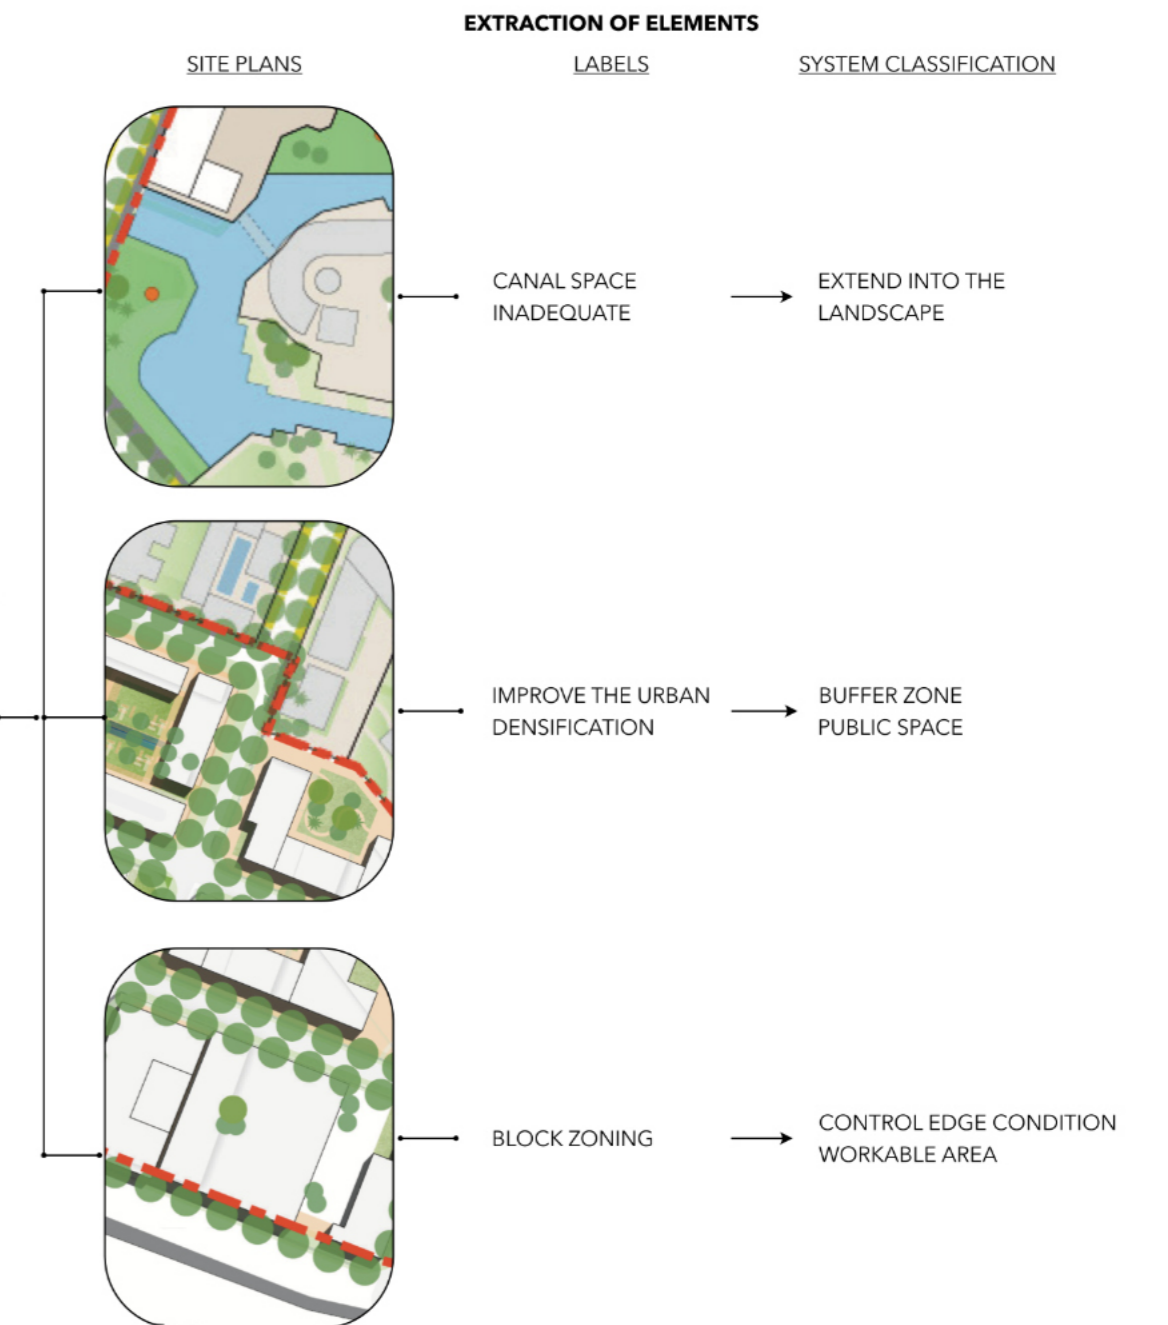 EXTRACTION OF ELEMENTS
SITE PLANS
LABELS
SYSTEM CLASSIFICATION
CANAL SPACE
INADEQUATE
EXTEND INTO THE
LANDSCAPE
IMPROVE THE URBAN
DENSIFICATION
BUFFER ZONE
PUBLIC SPACE
BLOCK ZONING
CONTROL EDGE CONDITION
WORKABLE AREA